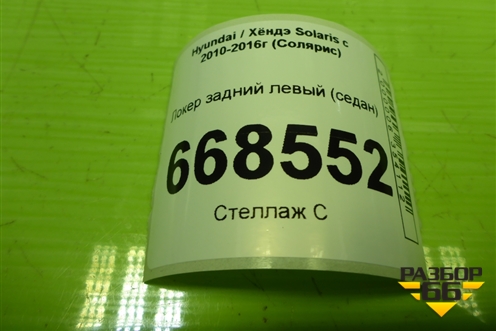 Hyundai / Хёндэ Solaris с
2010-2016г (Солярис)
Локер задний левый (седан)
668552
Стеллаж С
РАЗБОР
66